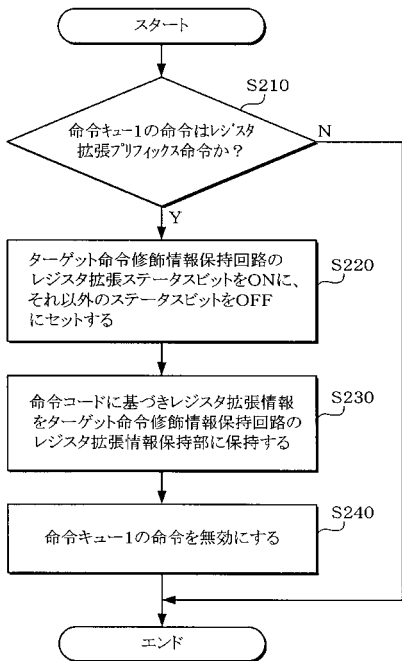 スタート
S210
命令キュー1の命令はレジスタ
拡張プリフィックス命令か？
N
Y
ターゲット命令修飾情報保持回路の
レジスタ拡張ステータスビットをONに、
それ以外のステータスビットをOFF
にセットする
S220
命令コードに基づきレジスタ拡張情報
をターゲット命令修飾情報保持回路の
レジスタ拡張情報保持部に保持する
S230
命令キュー1の命令を無効にする
S240
エンド